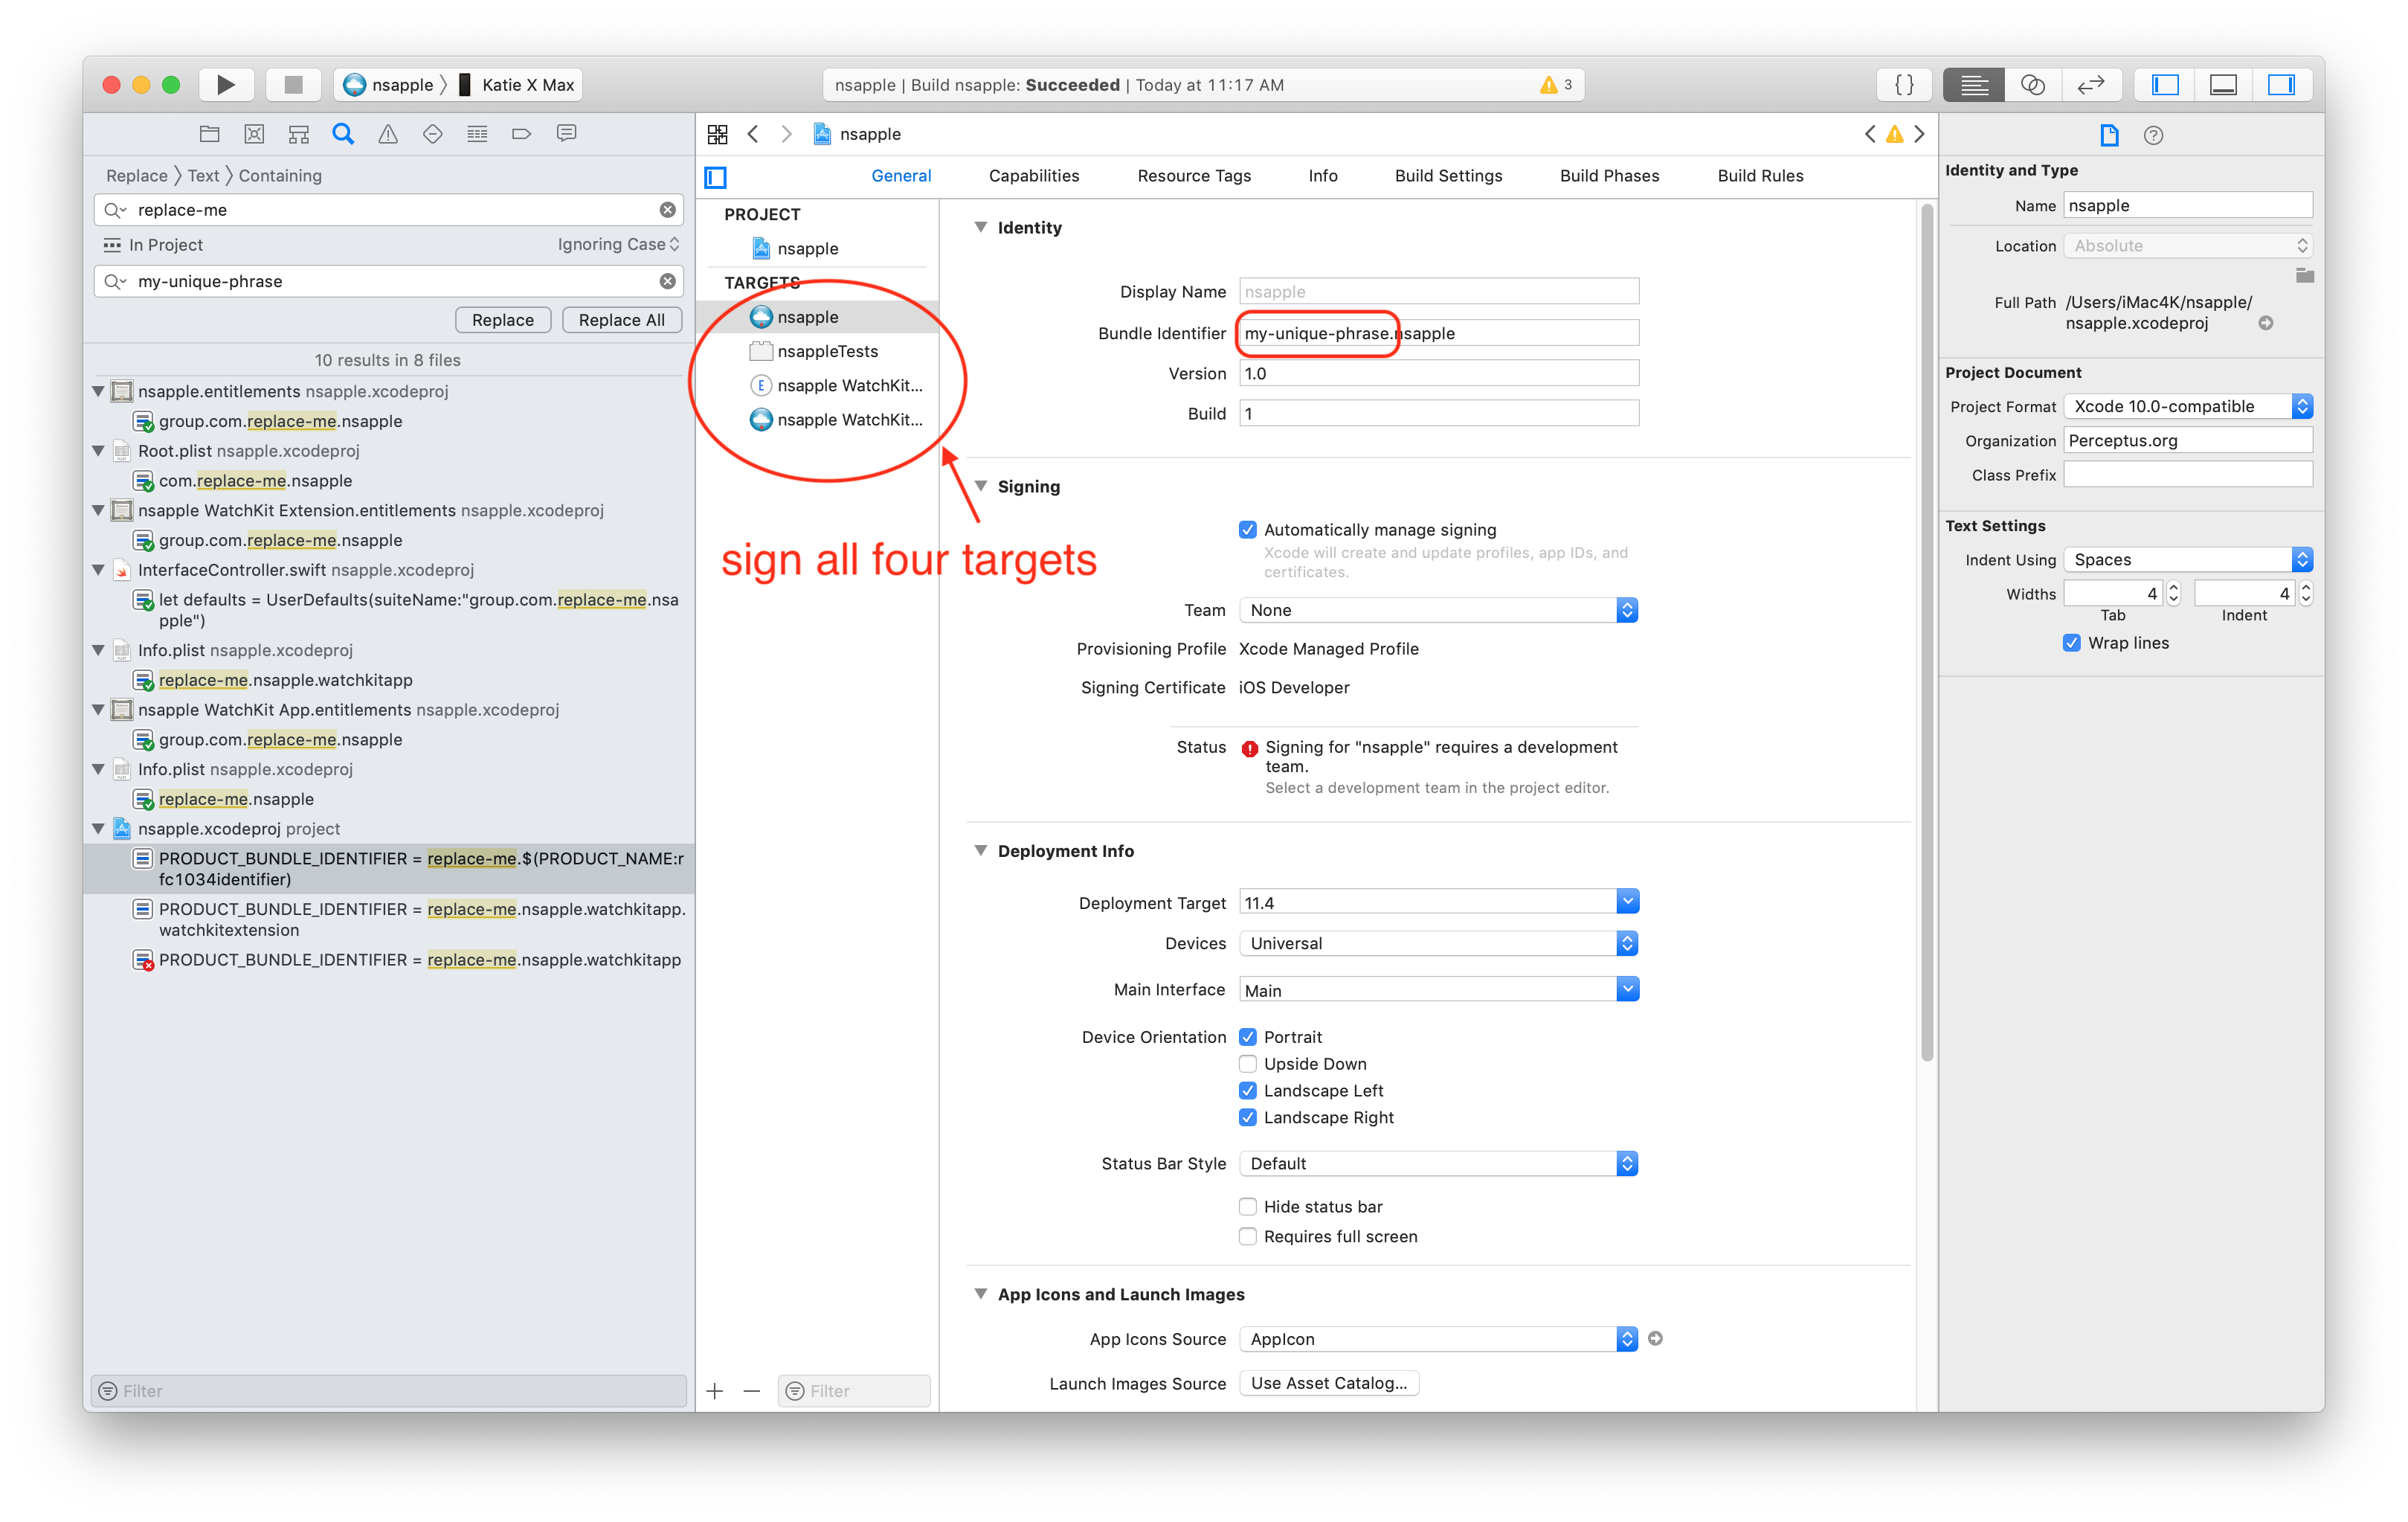 nsapple 〉 Katie X Max
nsapple | Build nsapple: Succeeded | Today at 11:17 AM
3
{ }
Replace 〉 Text 〉 Containing
replace-me
In Project
Ignoring Case
my-unique-phrase
Replace
Replace All
10 results in 8 files
nsapple.entitlements nsapple.xcodeproj
group.com.replace-me.nsapple
Root.plist nsapple.xcodeproj
com.replace-me.nsapple
nsapple WatchKit Extension.entitlements nsapple.xcodeproj
group.com.replace-me.nsapple
InterfaceController.swift nsapple.xcodeproj
let defaults = UserDefaults(suiteName:"group.com.replace-me.nsa
pple")
Info.plist nsapple.xcodeproj
replace-me.nsapple.watchkitapp
nsapple WatchKit App.entitlements nsapple.xcodeproj
group.com.replace-me.nsapple
Info.plist nsapple.xcodeproj
replace-me.nsapple
nsapple.xcodeproj project
PRODUCT_BUNDLE_IDENTIFIER = replace-me.$(PRODUCT_NAME:r
fc1034identifier)
PRODUCT_BUNDLE_IDENTIFIER = replace-me.nsapple.watchkitapp.
watchkitextension
PRODUCT_BUNDLE_IDENTIFIER = replace-me.nsapple.watchkitapp
Filter
nsapple
General
Capabilities
Resource Tags
Info
Build Settings
Build Phases
Build Rules
PROJECT
nsapple
TARGETS
nsapple
nsappleTests
E nsapple WatchKit...
nsapple WatchKit...
sign all four targets
Filter
Identity
Display Name nsapple
Bundle Identifier my-unique-phrase.nsapple
Version 1.0
Build 1
Signing
Automatically manage signing
Xcode will create and update profiles, app IDs, and
certificates.
Team None
Provisioning Profile Xcode Managed Profile
Signing Certificate iOS Developer
Status Signing for "nsapple" requires a development
team.
Select a development team in the project editor.
Deployment Info
Deployment Target 11.4
Devices Universal
Main Interface Main
Device Orientation Portrait
Upside Down
Landscape Left
Landscape Right
Status Bar Style Default
Hide status bar
Requires full screen
App Icons and Launch Images
App Icons Source AppIcon
Launch Images Source Use Asset Catalog...
Identity and Type
Name nsapple
Location Absolute
Full Path /Users/iMac4K/nsapple/
nsapple.xcodeproj
Project Document
Project Format Xcode 10.0-compatible
Organization Perceptus.org
Class Prefix
Text Settings
Indent Using Spaces
Widths 4 4
Tab Indent
Wrap lines